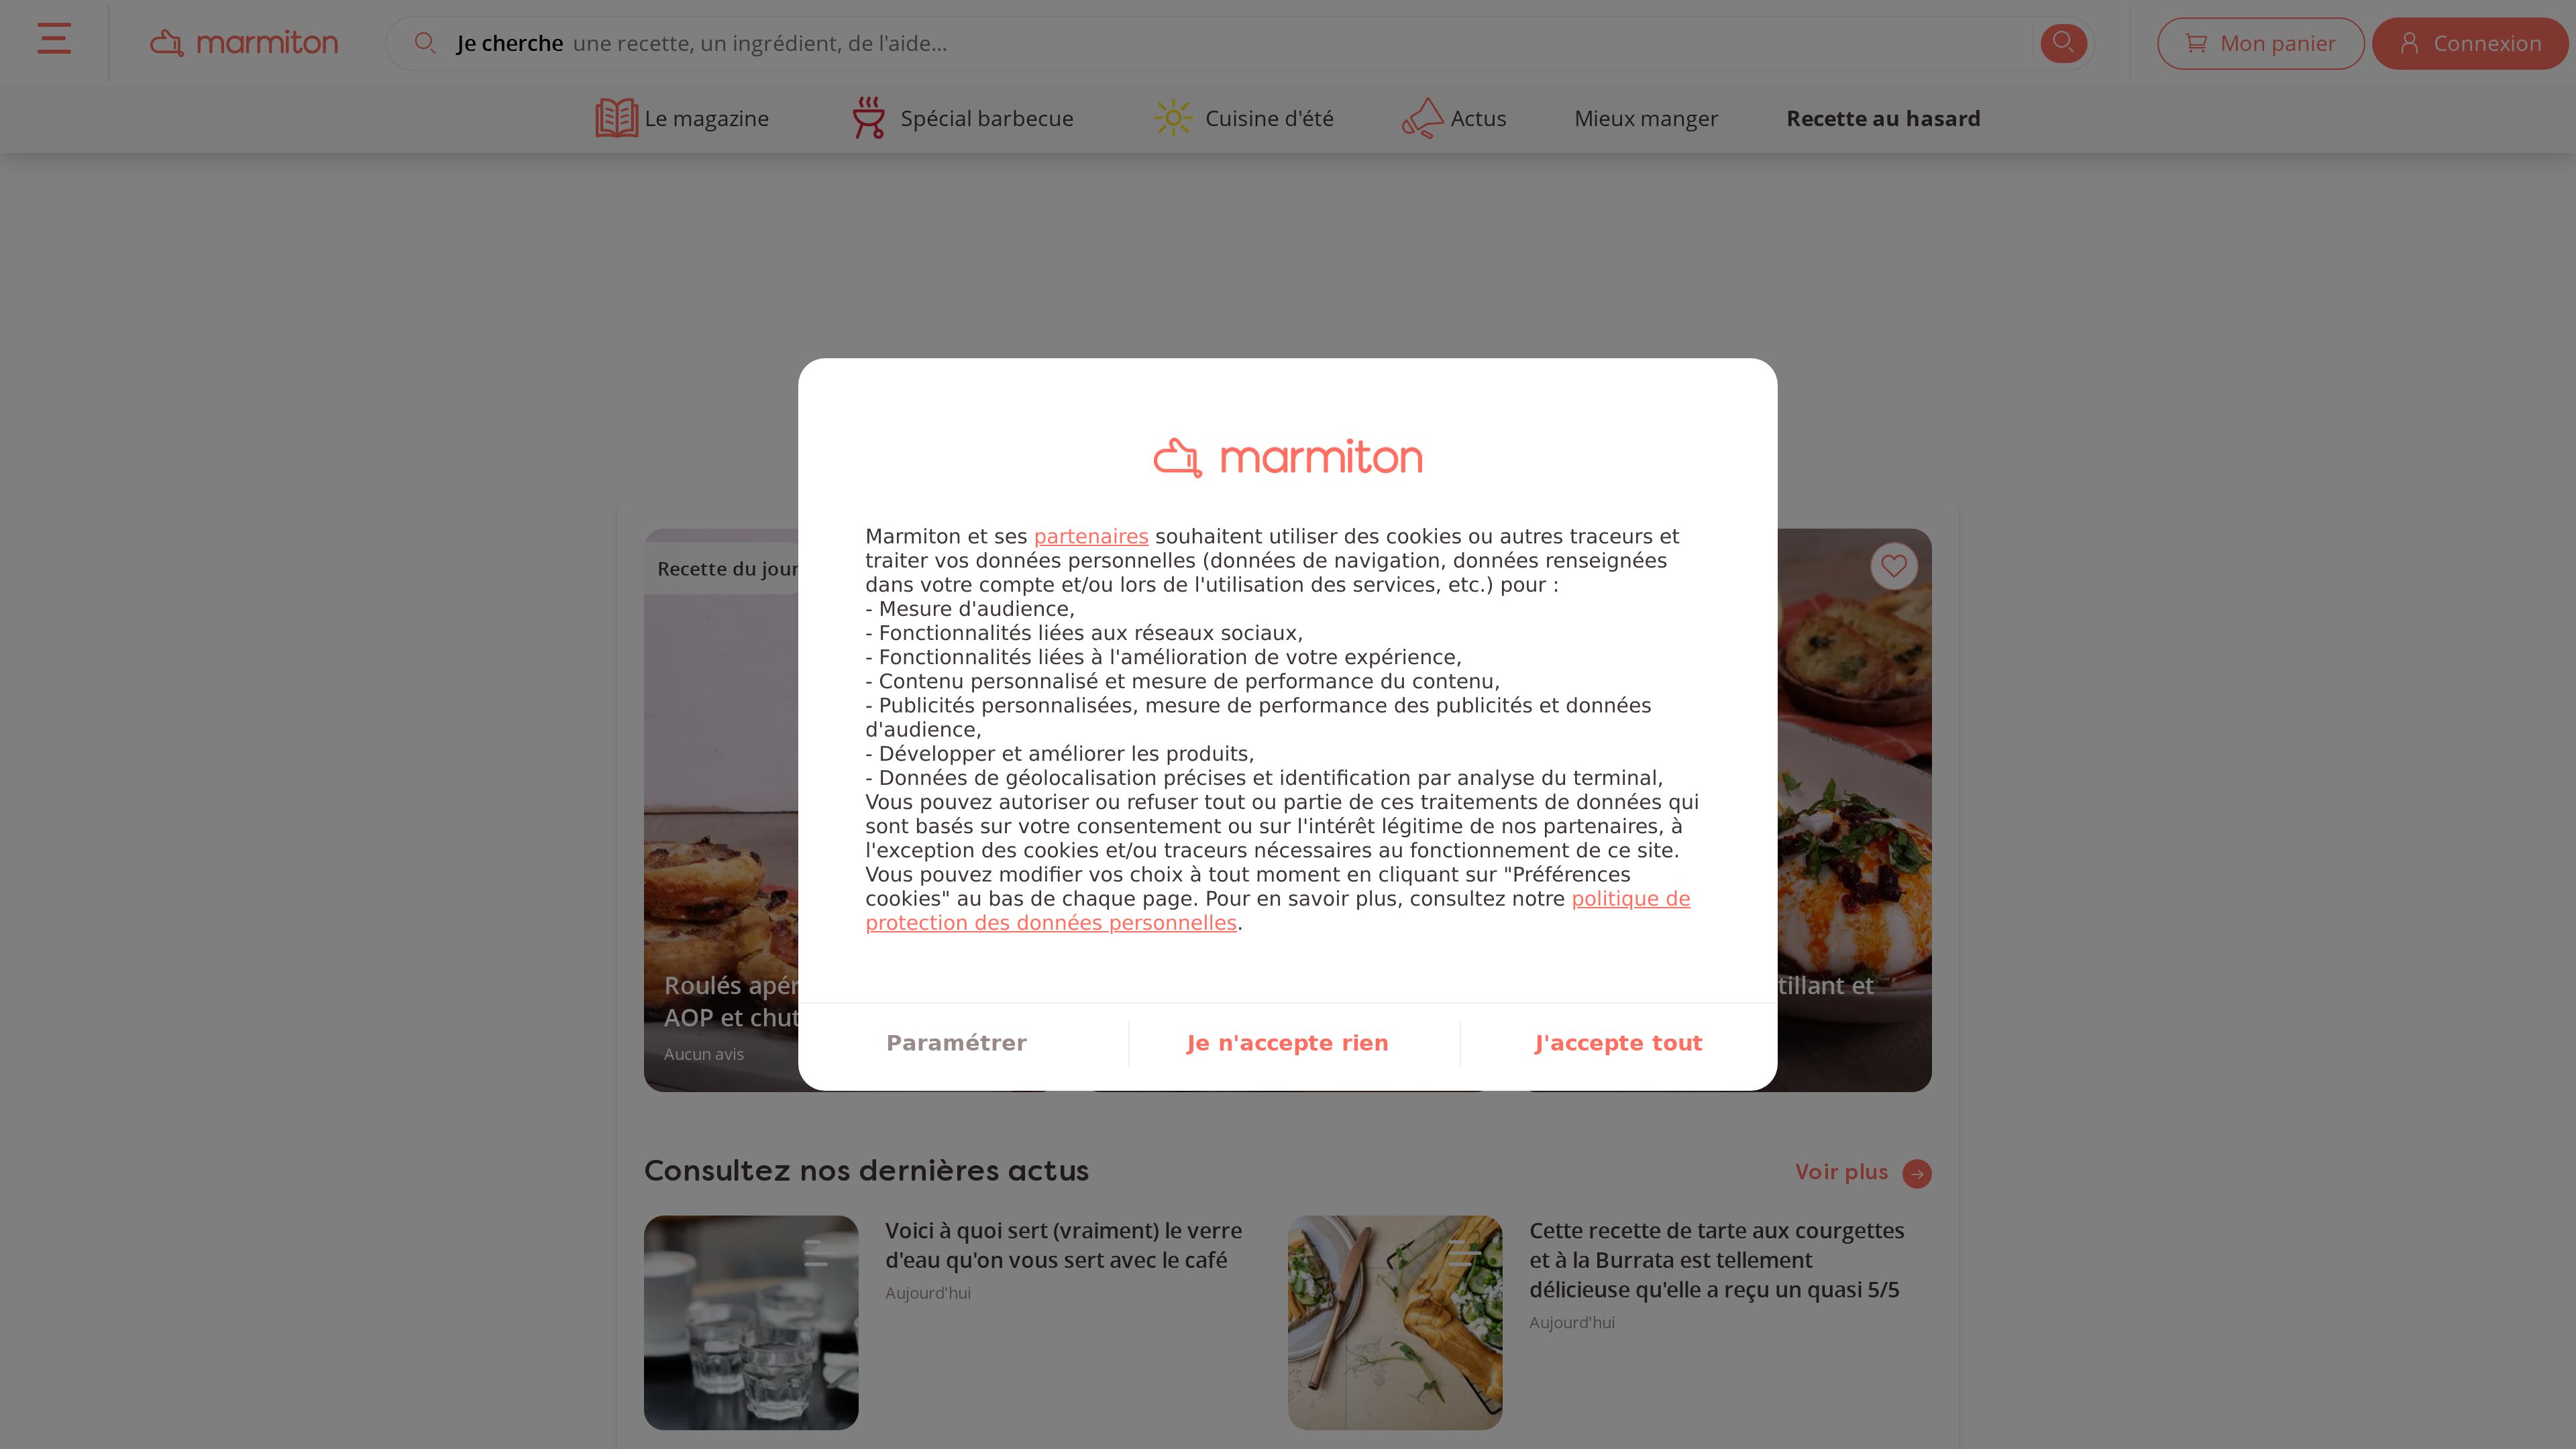 marmiton
Je cherche une recette, un ingrédient, de l'aide...
Mon panier
Connexion
Le magazine
Spécial barbecue
Cuisine d'été
Actus
Mieux manger
Recette au hasard
marmiton
Marmiton et ses partenaires souhaitent utiliser des cookies ou autres traceurs et
traiter vos données personnelles (données de navigation, données renseignées
dans votre compte et/ou lors de l'utilisation des services, etc.) pour :
- Mesure d'audience,
- Fonctionnalités liées aux réseaux sociaux,
- Fonctionnalités liées à l'amélioration de votre expérience,
- Contenu personnalisé et mesure de performance du contenu,
- Publicités personnalisées, mesure de performance des publicités et données
d'audience,
- Développer et améliorer les produits,
- Données de géolocalisation précises et identification par analyse du terminal,
Vous pouvez autoriser ou refuser tout ou partie de ces traitements de données qui
sont basés sur votre consentement ou sur l'intérêt légitime de nos partenaires, à
l'exception des cookies et/ou traceurs nécessaires au fonctionnement de ce site.
Vous pouvez modifier vos choix à tout moment en cliquant sur "Préférences
cookies" au bas de chaque page. Pour en savoir plus, consultez notre politique de
protection des données personnelles.
Paramétrer
Je n'accepte rien
J'accepte tout
Recette du jour
Roulés apér
AOP et chut
Aucun avis
tillant et
Consultez nos dernières actus
Voir plus
Voici à quoi sert (vraiment) le verre
d'eau qu'on vous sert avec le café
Aujourd'hui
Cette recette de tarte aux courgettes
et à la Burrata est tellement
délicieuse qu'elle a reçu un quasi 5/5
Aujourd'hui